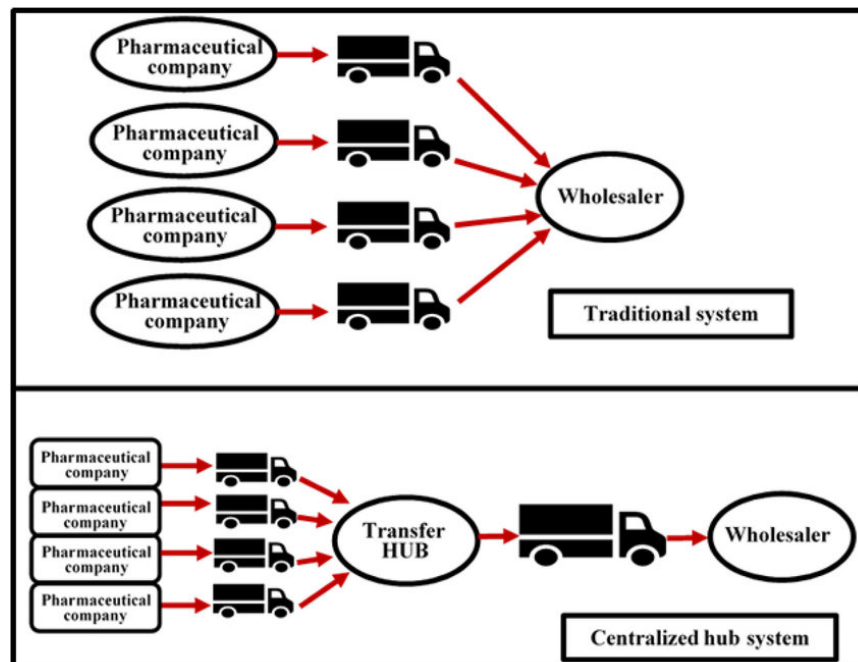 Pharmaceutical
company
Pharmaceutical
company
Pharmaceutical
company
Pharmaceutical
company
Wholesaler
Traditional system
Pharmaceutical
company
Pharmaceutical
company
Pharmaceutical
company
Pharmaceutical
company
Transfer
HUB
Wholesaler
Centralized hub system